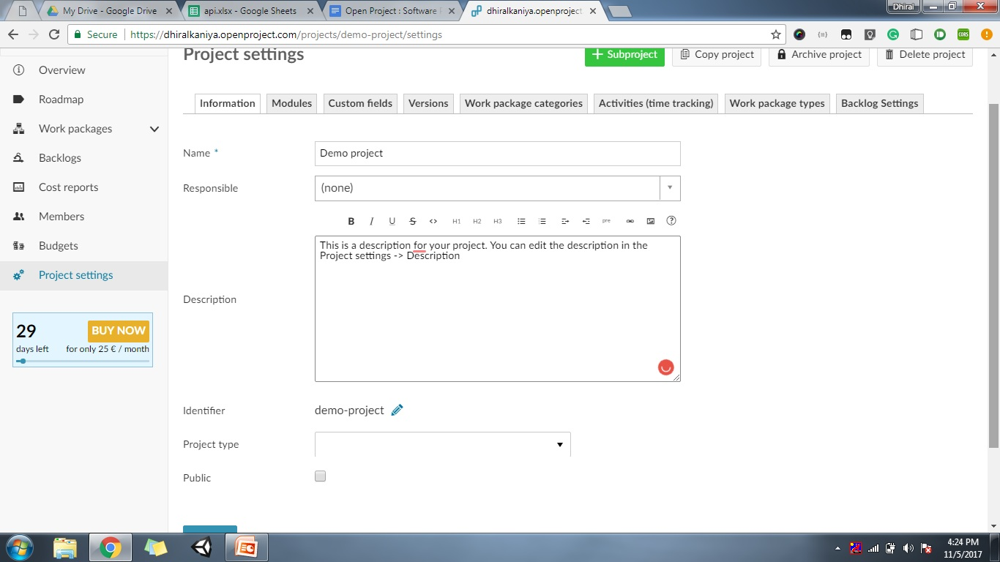 My Drive - Google Drive
api.xlsx - Google Sheets
Open Project : Software
dhiralkaniya.openproject
Dhiral
Secure
https://dhiralkaniya.openproject.com/projects/demo-project/settings
CORS
Project settings
Subproject
Copy project
Archive project
Delete project
Overview
Roadmap
Work packages
Backlogs
Cost reports
Members
Budgets
Project settings
29
days left
BUY NOW
for only 25 € / month
Information
Modules
Custom fields
Versions
Work package categories
Activities (time tracking)
Work package types
Backlog Settings
Name *
Demo project
Responsible
(none)
B I U S <> H1 H2 H3 pre ?
Description
This is a description for your project. You can edit the description in the
Project settings -> Description
Identifier
demo-project
Project type
Public
4:24 PM
11/5/2017